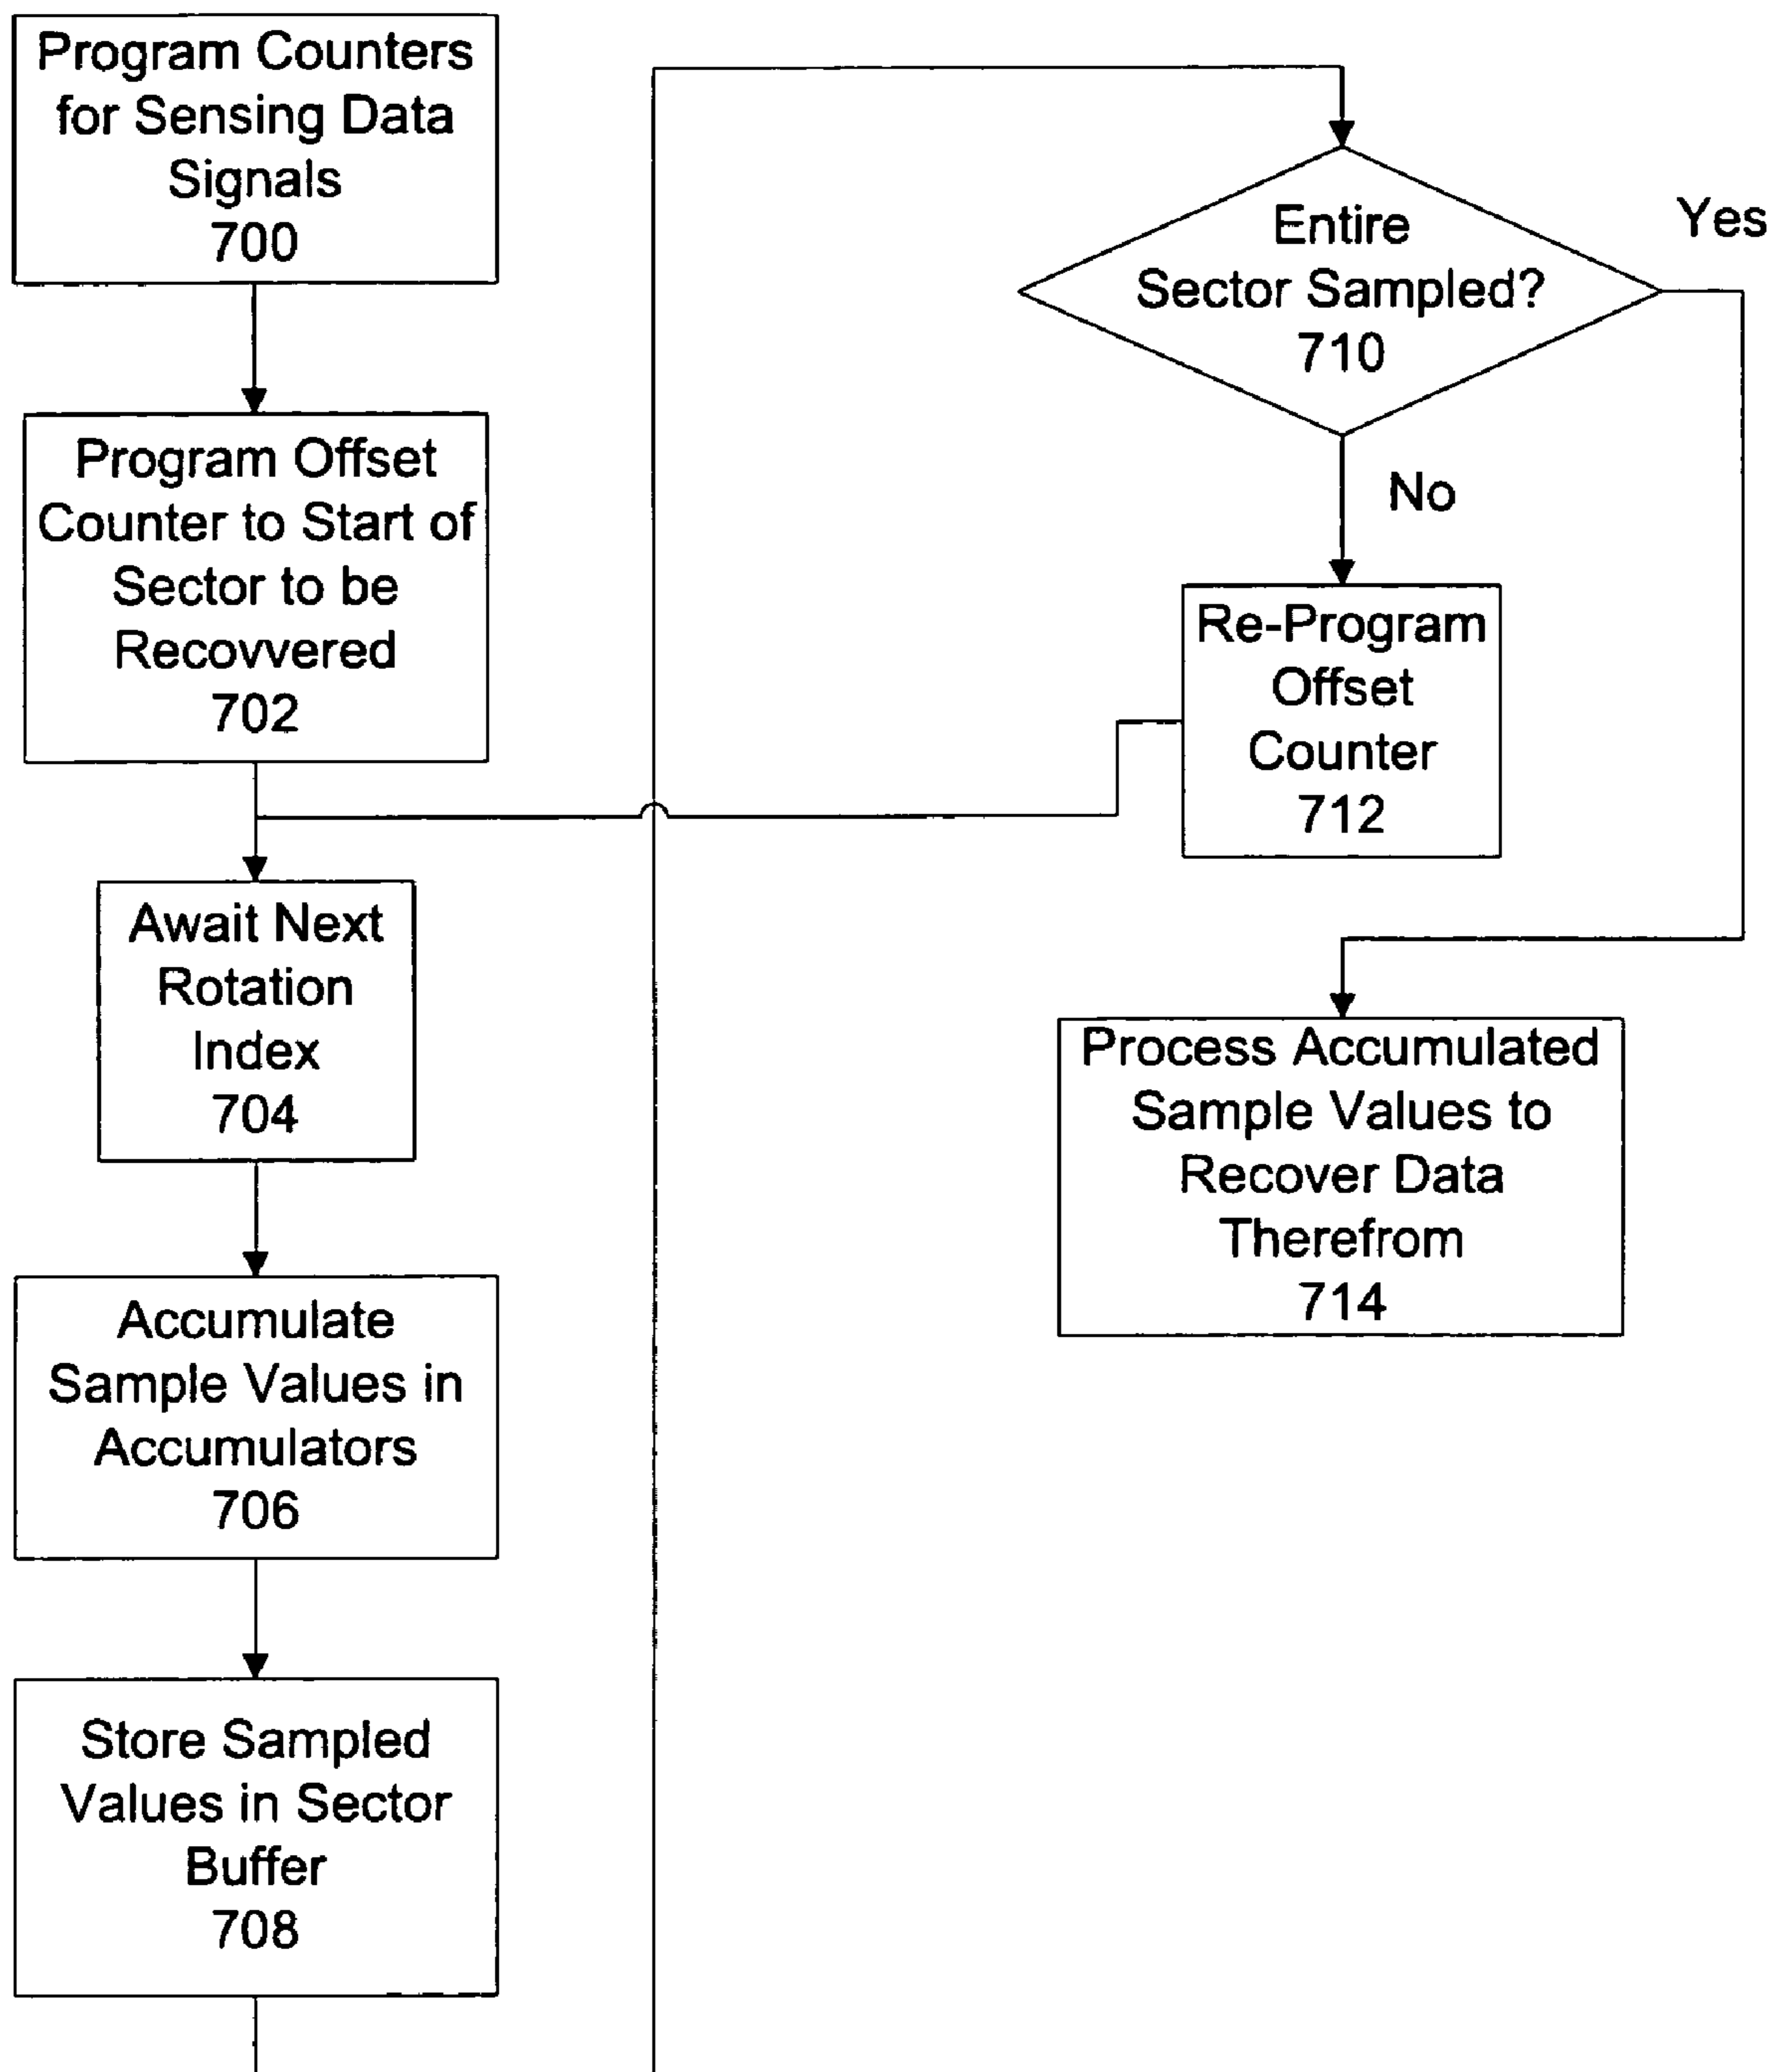 Program Counters
for Sensing Data
Signals
700
Program Offset
Counter to Start of
Sector to be
Recovvered
702
Await Next
Rotation
Index
704
Accumulate
Sample Values in
Accumulators
706
Store Sampled
Values in Sector
Buffer
708
Entire
Sector Sampled?
710
Yes
No
Re-Program
Offset
Counter
712
Process Accumulated
Sample Values to
Recover Data
Therefrom
714